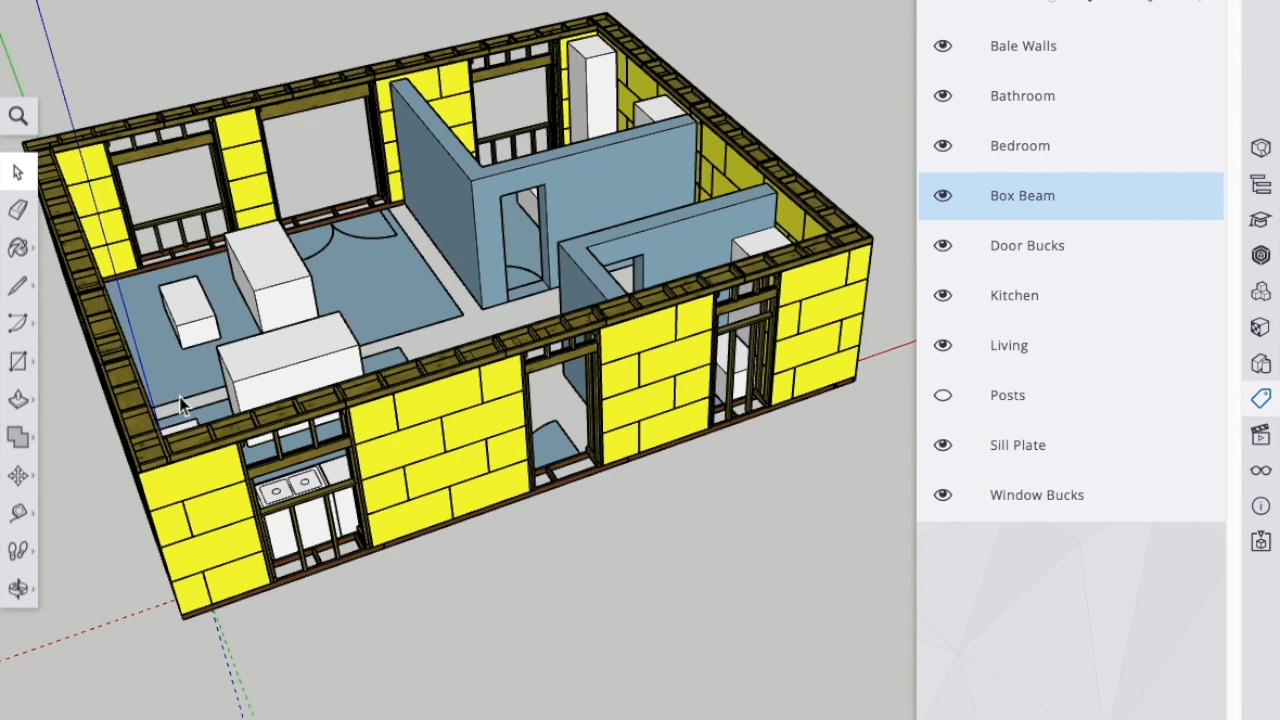 Bale Walls
Bathroom
Bedroom
Box Beam
Door Bucks
Kitchen
Living
Posts
Sill Plate
Window Bucks